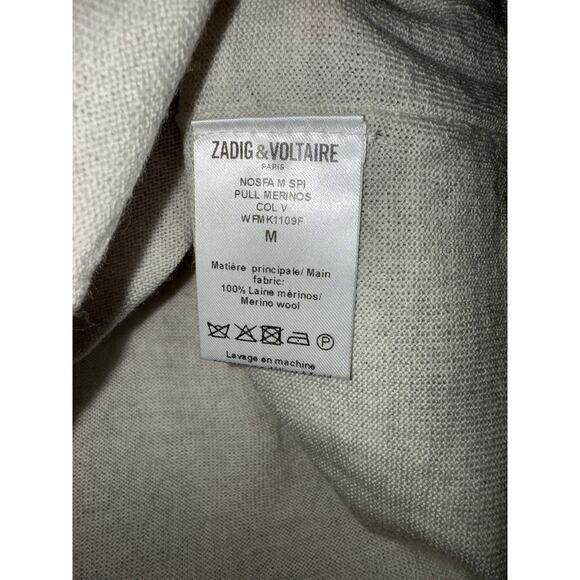 ZADIG & VOLTAIRE
PARIS
NOSFA M SPI
PULL MERINOS
COL V
WFMK1109F
M
Matière principale/ Main
fabric:
100% Laine mérinos/
Merino wool
P
Lavage en machine